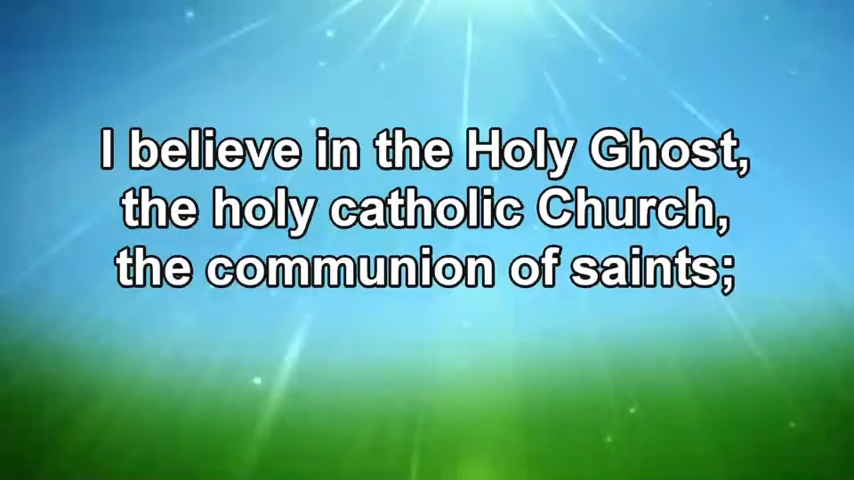 I believe in the Holy Ghost,
the holy catholic Church,
the communion of saints;